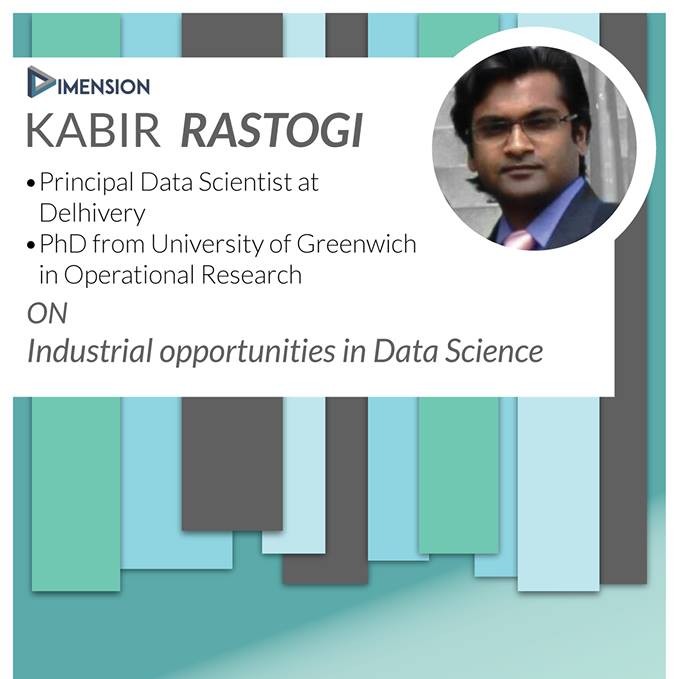 DIMENSION
KABIR RASTOGI
•Principal Data Scientist at
Delhivery
•PhD from University of Greenwich
in Operational Research
ON
Industrial opportunities in Data Science